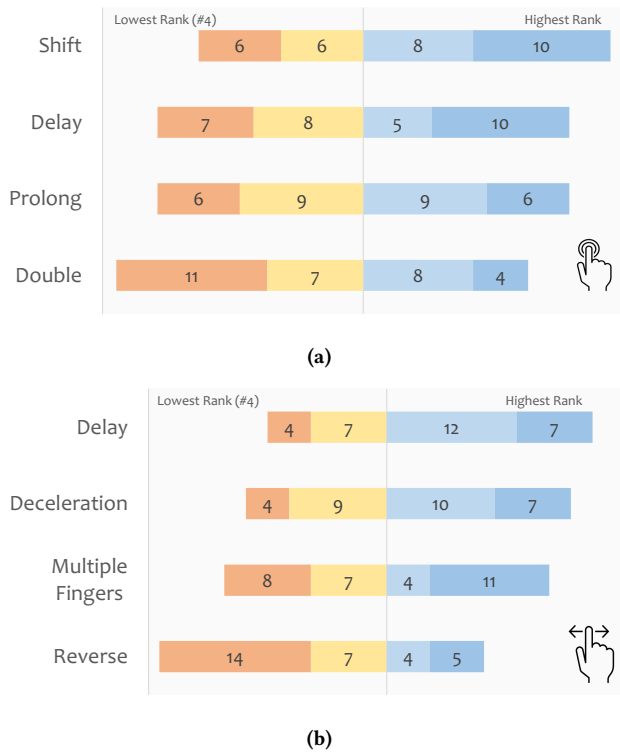 Lowest Rank (#4) Highest Rank
Shift 6 6 8 10
Delay 7 8 5 10
Prolong 6 9 9 6
Double 11 7 8 4
(a)
Lowest Rank (#4) Highest Rank
Delay 4 7 12 7
Deceleration 4 9 10 7
Multiple
Fingers 8 7 4 11
Reverse 14 7 4 5
(b)